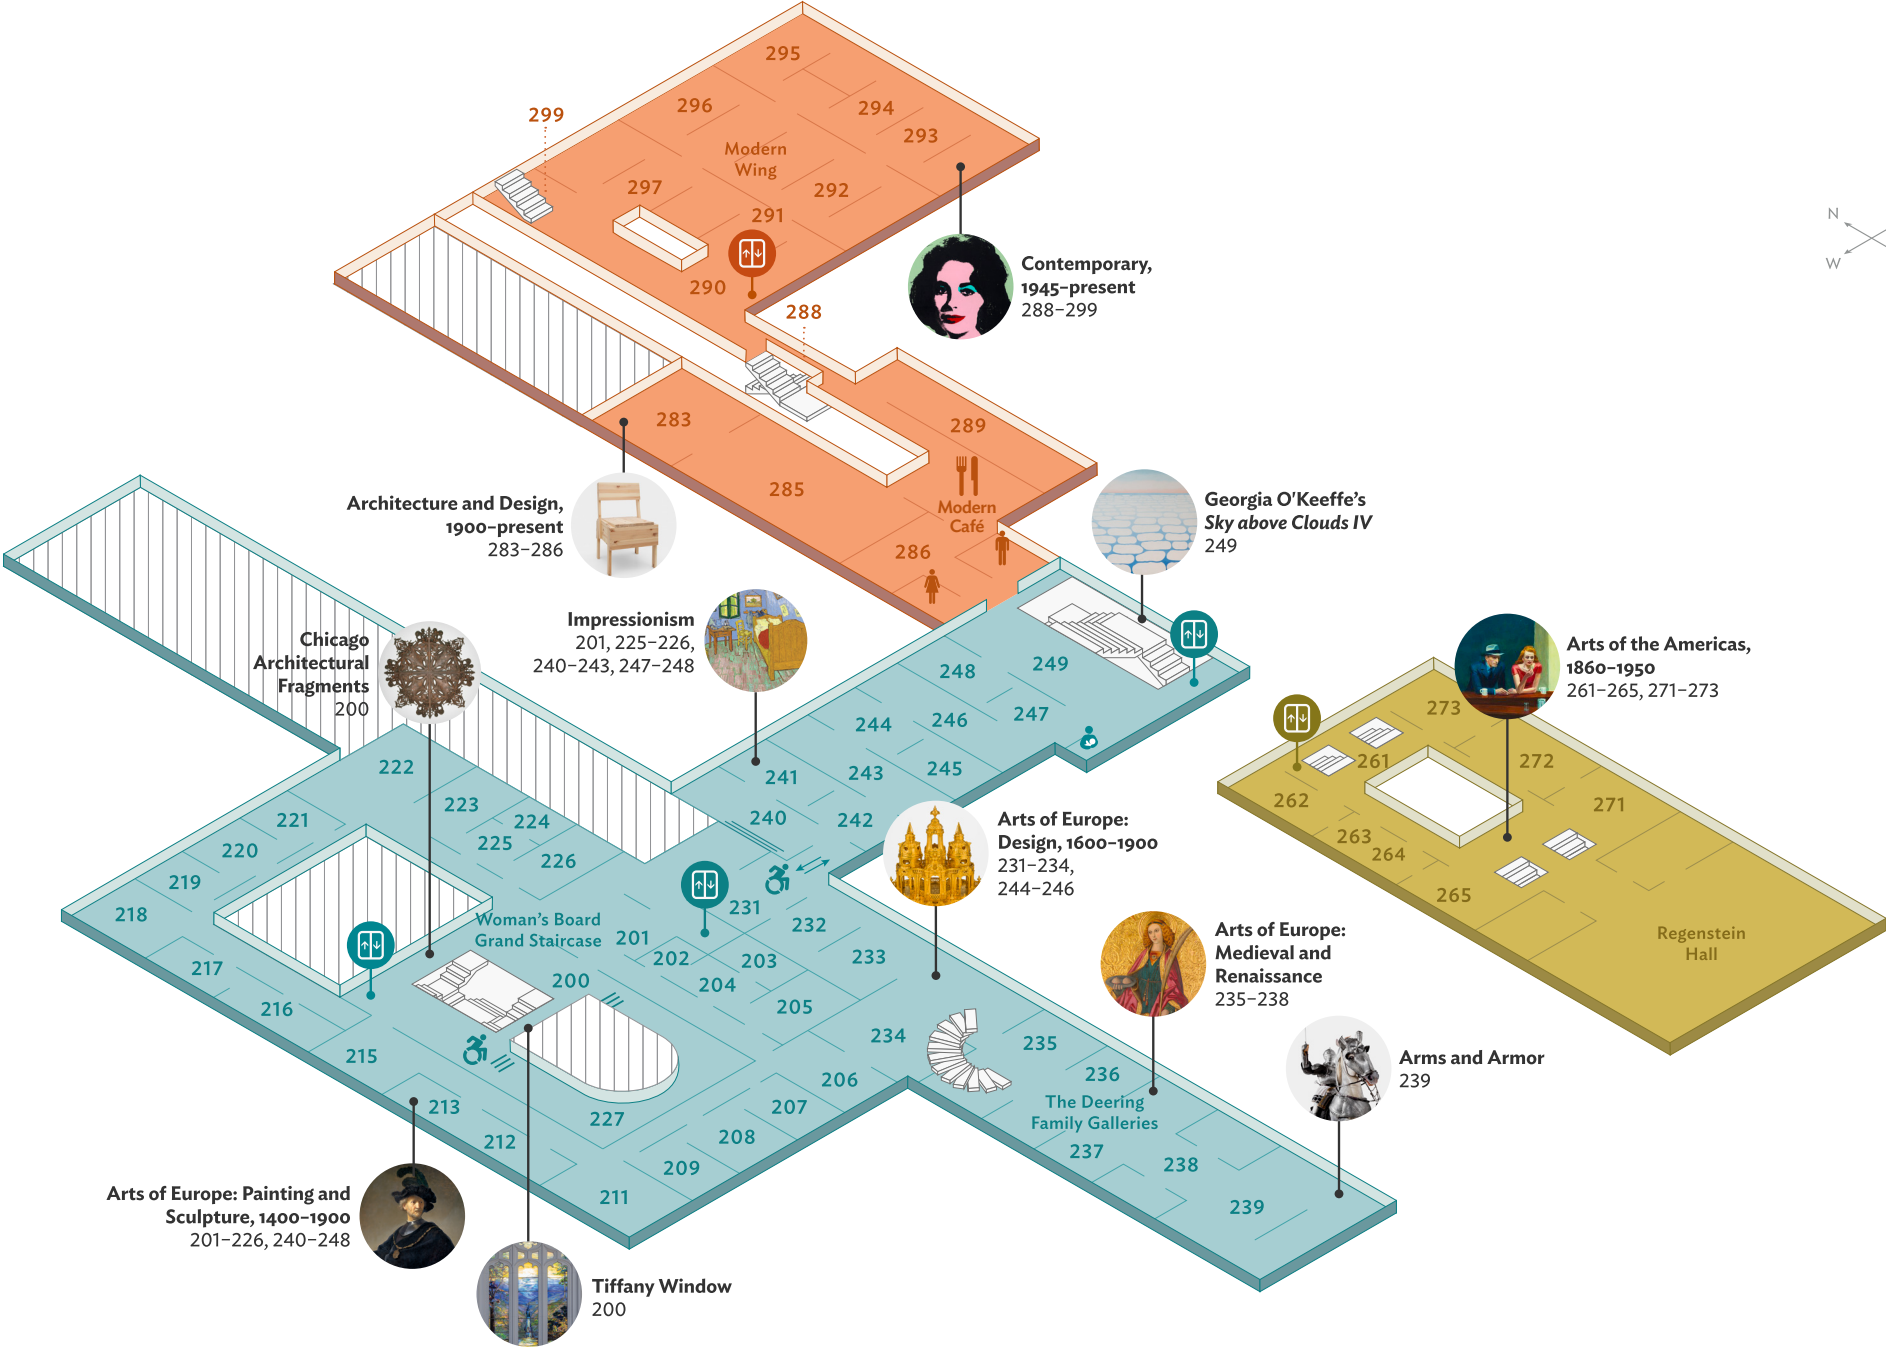 295
296
294
299
293
Modern
Wing
297
292
291
290
288
N
W
Contemporary,
1945–present
288–299
283
289
285
Modern
Café
286
Architecture and Design,
1900–present
283–286
Georgia O'Keeffe's
Sky above Clouds IV
249
Impressionism
201, 225–226,
240–243, 247–248
Chicago
Architectural
Fragments
200
Arts of the Americas,
1860–1950
261–265, 271–273
248
249
244
246
247
241
243
245
240
242
273
261
272
262
271
263
264
265
Regenstein
Hall
222
223
224
221
225
226
220
219
218
217
216
215
Woman's Board
Grand Staircase
201
231
232
202
203
233
200
204
205
234
235
236
206
The Deering
Family Galleries
237
238
239
213
227
207
212
208
209
211
Arts of Europe:
Design, 1600–1900
231–234,
244–246
Arts of Europe:
Medieval and
Renaissance
235–238
Arms and Armor
239
Arts of Europe: Painting and
Sculpture, 1400–1900
201–226, 240–248
Tiffany Window
200